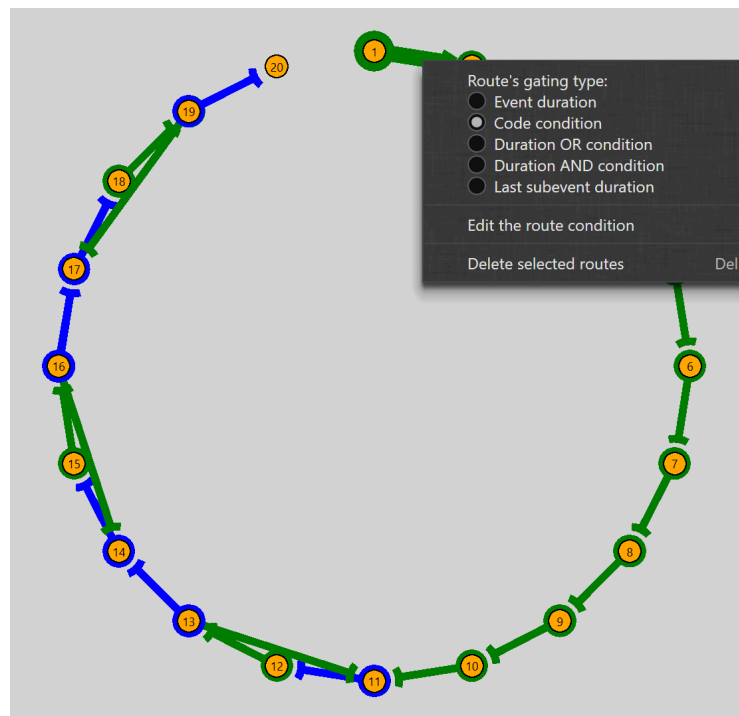 1
20
19
18
17
16
15
14
13
12
11
10
9
8
7
6
Route's gating type:
Event duration
Code condition
Duration OR condition
Duration AND condition
Last subevent duration
Edit the route condition
Delete selected routes Del